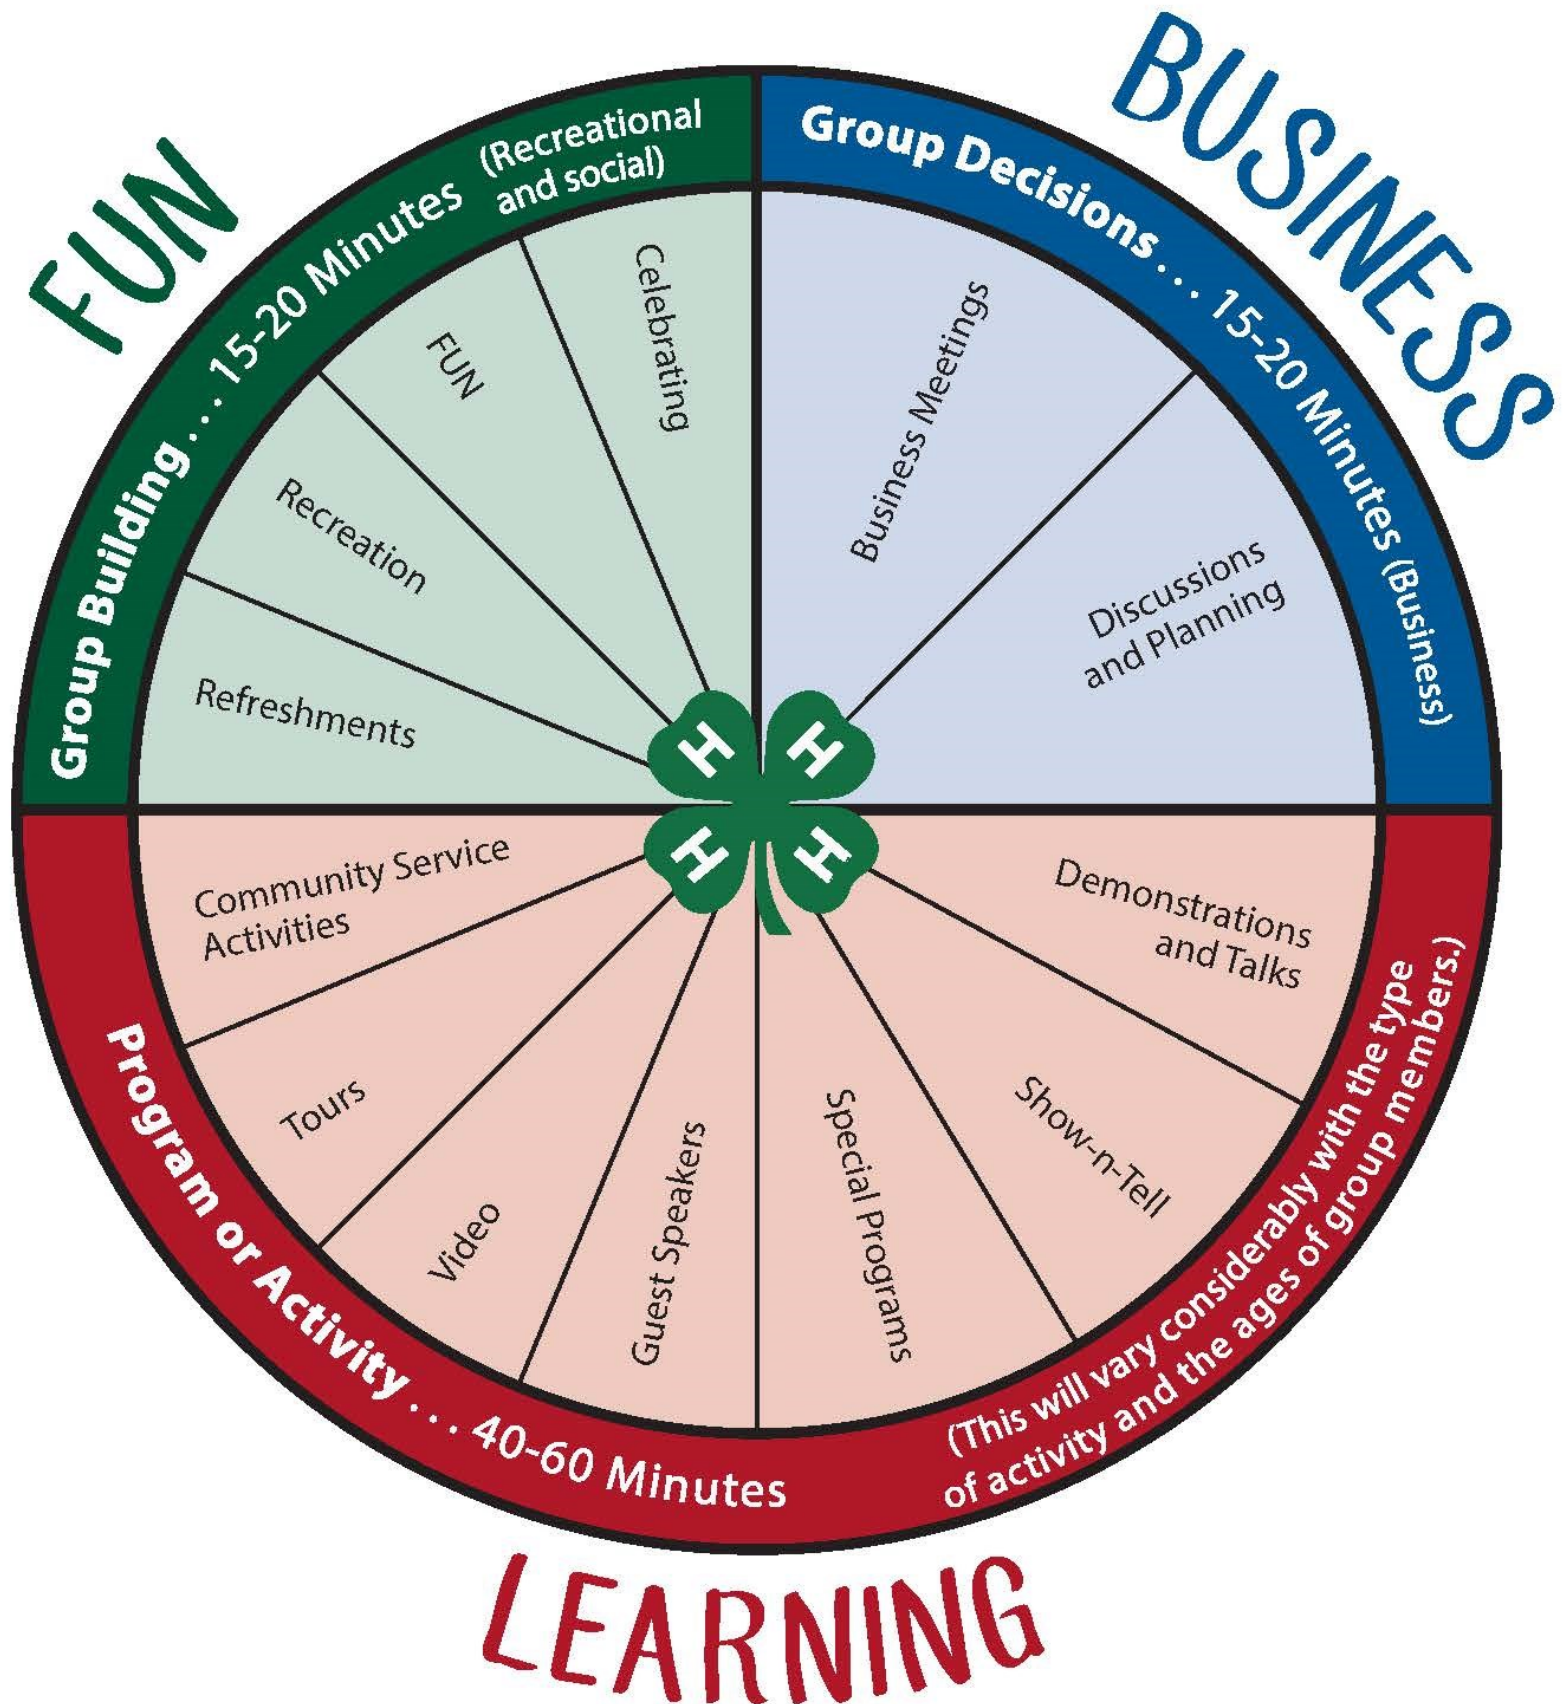 FUN
BUSINESS
Group Building . . . 15-20 Minutes (Recreational
and social)
Group Decisions . . . 15-20 Minutes (Business)
Celebrating
FUN
Recreation
Refreshments
Business Meetings
Discussions
and Planning
H
H
H
H
Community Service
Activities
Tours
Video
Guest Speakers
Special Programs
Show-n-Tell
Demonstrations
and Talks
Program or Activity . . . 40-60 Minutes
(This will vary considerably with the type
of activity and the ages of group members.)
LEARNING